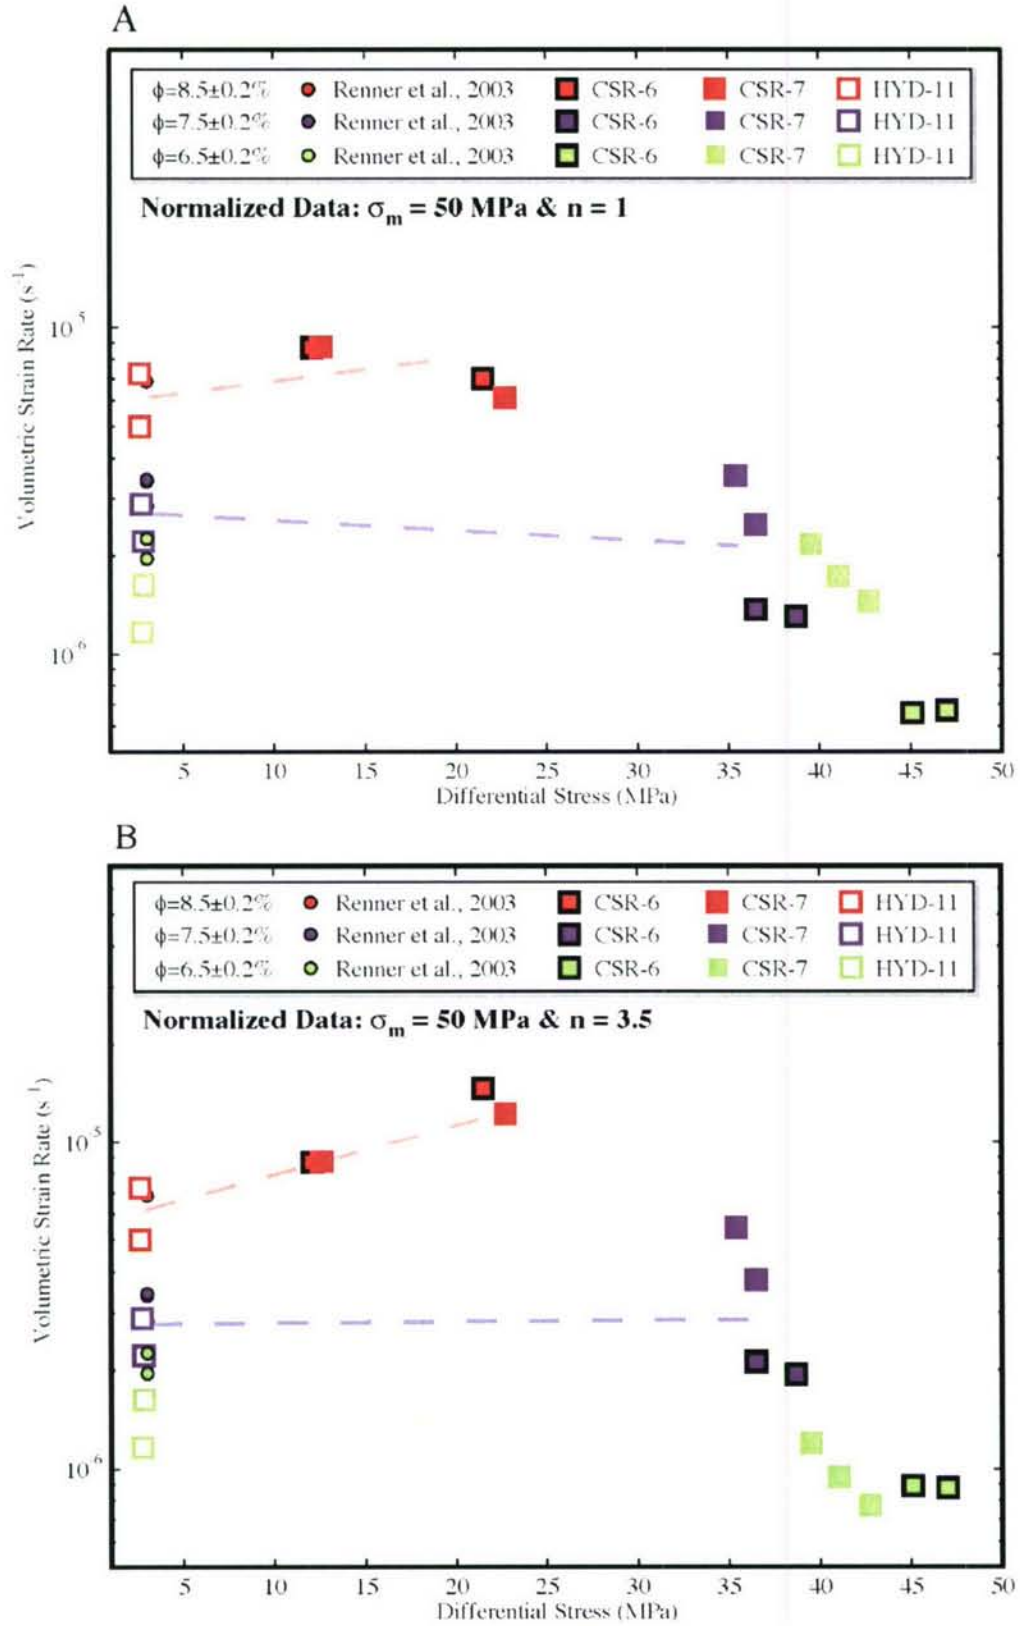 A
φ=8.5±0.2% Renner et al., 2003 CSR-6 CSR-7 HYD-11
φ=7.5±0.2% Renner et al., 2003 CSR-6 CSR-7 HYD-11
φ=6.5±0.2% Renner et al., 2003 CSR-6 CSR-7 HYD-11
Normalized Data: σm = 50 MPa & n = 1
Volumetric Strain Rate (s-1)
10-5
10-6
5 10 15 20 25 30 35 40 45 50
Differential Stress (MPa)
B
φ=8.5±0.2% Renner et al., 2003 CSR-6 CSR-7 HYD-11
φ=7.5±0.2% Renner et al., 2003 CSR-6 CSR-7 HYD-11
φ=6.5±0.2% Renner et al., 2003 CSR-6 CSR-7 HYD-11
Normalized Data: σm = 50 MPa & n = 3.5
Volumetric Strain Rate (s-1)
10-5
10-6
5 10 15 20 25 30 35 40 45 50
Differential Stress (MPa)